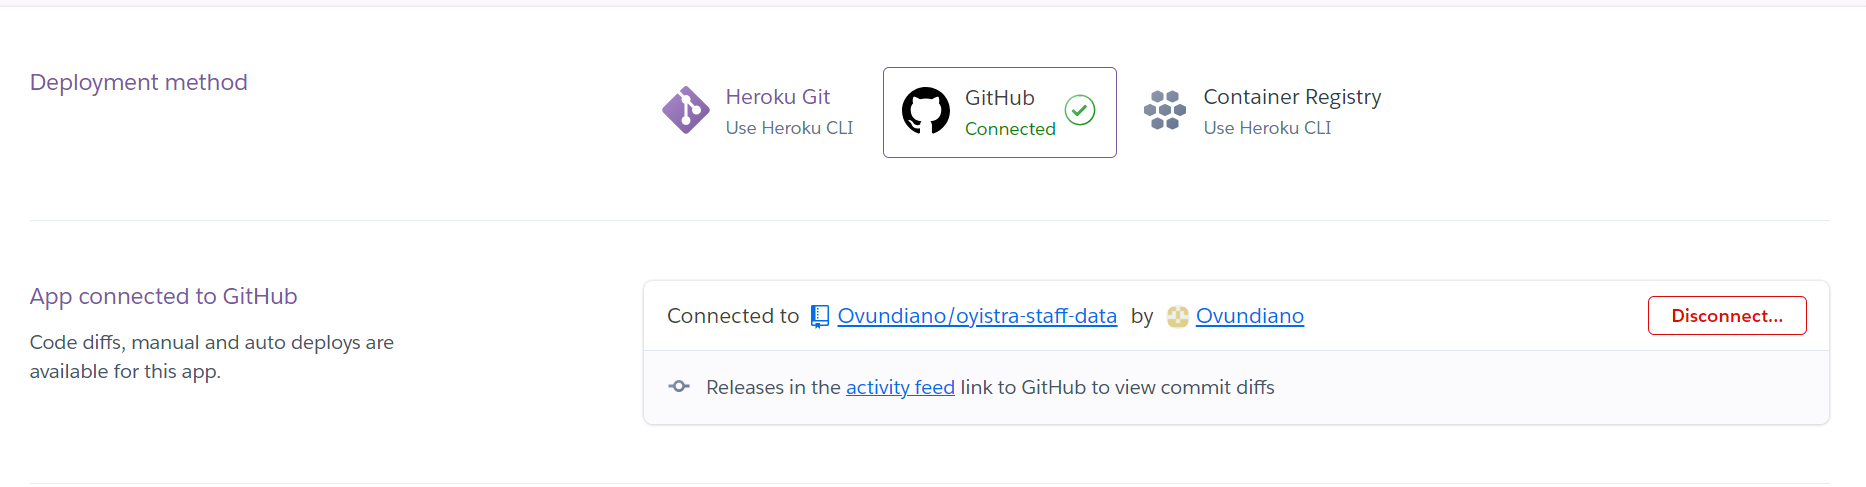 Deployment method
Heroku Git
Use Heroku CLI
GitHub
Connected
Container Registry
Use Heroku CLI
App connected to GitHub
Code diffs, manual and auto deploys are
available for this app.
Connected to Ovundiano/oyistra-staff-data by Ovundiano
Disconnect...
Releases in the activity feed link to GitHub to view commit diffs